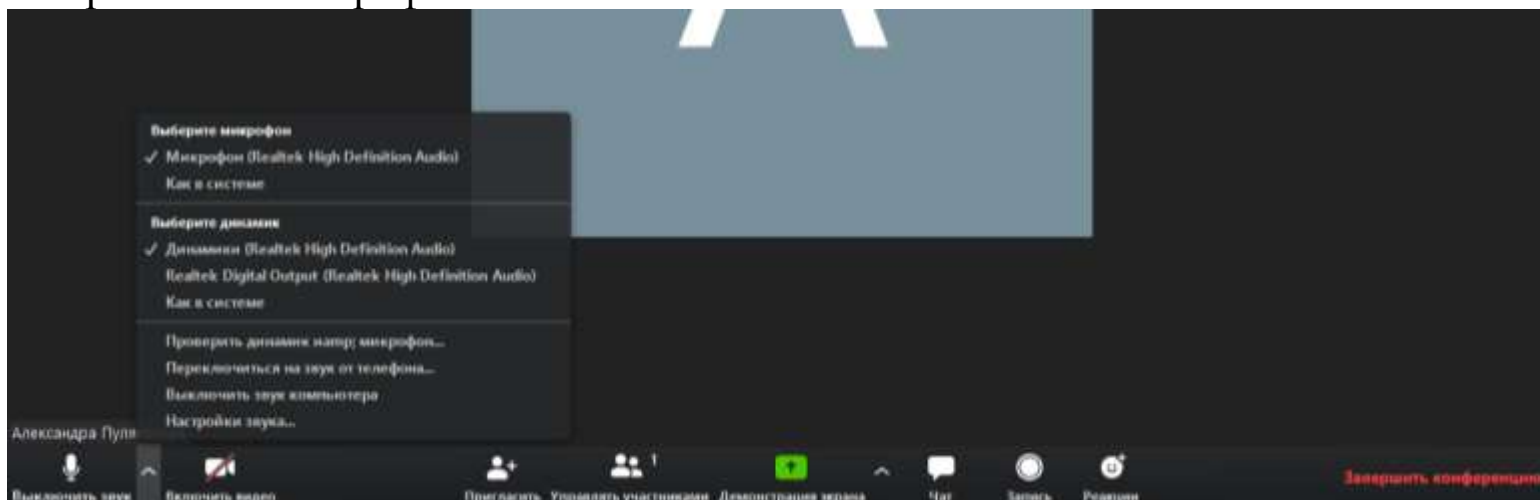 Выберите микрофон
✓ Микрофон (Realtek High Definition Audio)
Как в системе
Выберите динамик
✓ Динамики (Realtek High Definition Audio)
Realtek Digital Output (Realtek High Definition Audio)
Как в системе
Проверить динамик иamp; микрофон...
Переключиться на звук от телефона...
Выключить звук компьютера
Настройки звука...
Александра Пуля
1
Выключить звук Включить видео Пригласить Управлять участниками Демонстрация экрана Чат Запись Реакции Завершить конференцию